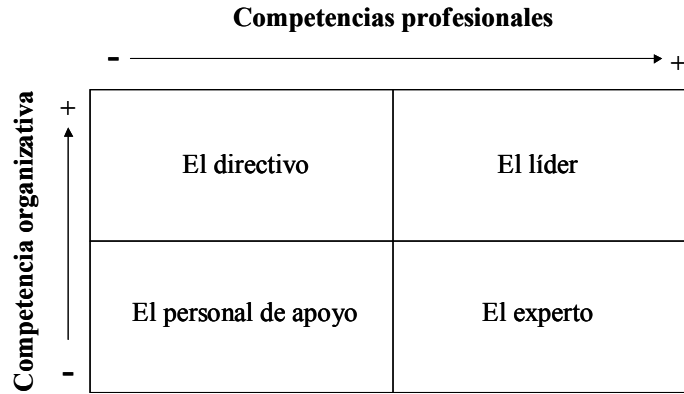 Competencias profesionales
- +
+
El directivo El líder
Competencia organizativa
El personal de apoyo El experto
-